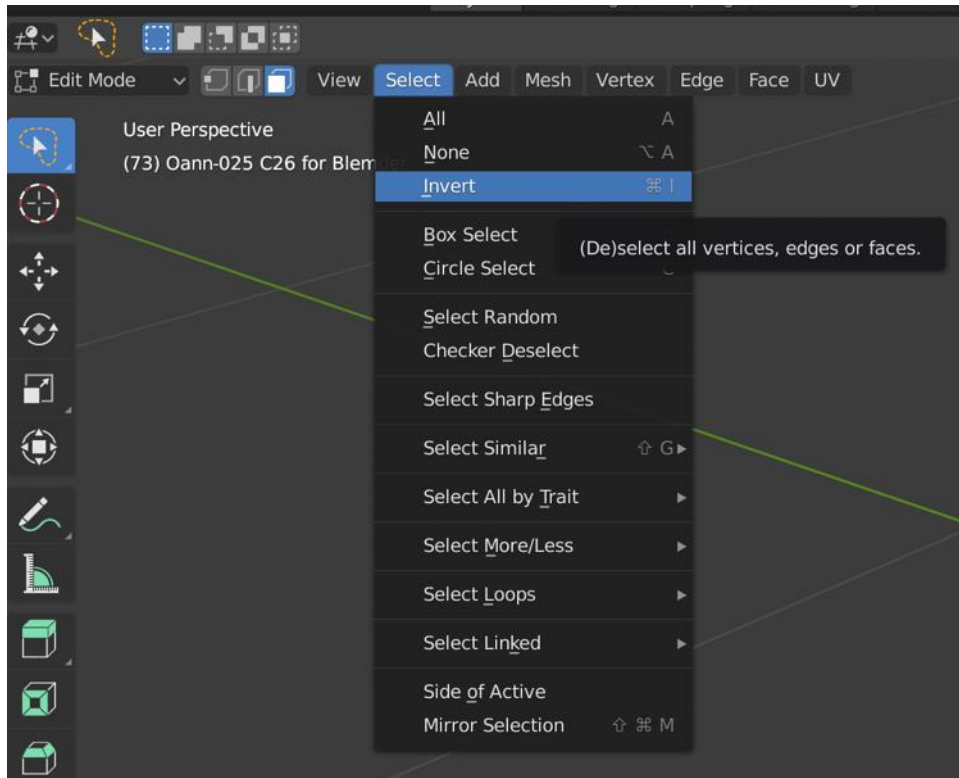 Edit Mode View Select Add Mesh Vertex Edge Face UV
User Perspective
(73) Oann-025 C26 for Blender
All A
None ⌥ A
Invert ⌘ I
Box Select
(De)select all vertices, edges or faces.
Circle Select C
Select Random
Checker Deselect
Select Sharp Edges
Select Similar ⇧ G▸
Select All by Trait ▸
Select More/Less ▸
Select Loops ▸
Select Linked ▸
Side of Active
Mirror Selection ⇧ ⌘ M